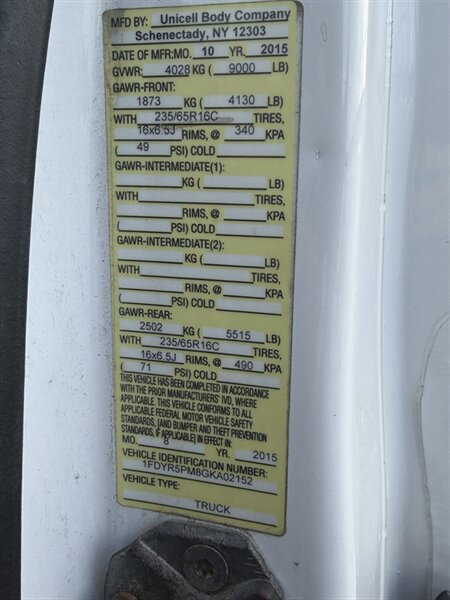 MFD BY: Unicell Body Company
Schenectady, NY 12303
DATE OF MFR:MO. 10 YR. 2015
GVWR: 4028 KG ( 9000 LB)
GAWR-FRONT:
1873 KG ( 4130 LB)
WITH 235/65R16C TIRES,
16x6.5J RIMS, @ 340 KPA
( 49 PSI) COLD
GAWR-INTERMEDIATE(1):
KG ( LB)
WITH TIRES,
RIMS, @ KPA
( PSI) COLD
GAWR-INTERMEDIATE(2):
KG ( LB)
WITH TIRES,
RIMS, @ KPA
( PSI) COLD
GAWR-REAR:
2502 KG ( 5515 LB)
WITH 235/65R16C TIRES,
16x6.5J RIMS, @ 490 KPA
( 71 PSI) COLD
THIS VEHICLE HAS BEEN COMPLETED IN ACCORDANCE
WITH THE PRIOR MANUFACTURERS' IVD, WHERE
APPLICABLE. THIS VEHICLE CONFORMS TO ALL
APPLICABLE FEDERAL MOTOR VEHICLE SAFETY
STANDARDS, [AND BUMPER AND THEFT PREVENTION
STANDARDS, IF APPLICABLE] IN EFFECT IN:
MO. 8 YR. 2015
VEHICLE IDENTIFICATION NUMBER:
1FDYR5PM8GKA02152
VEHICLE TYPE:
TRUCK